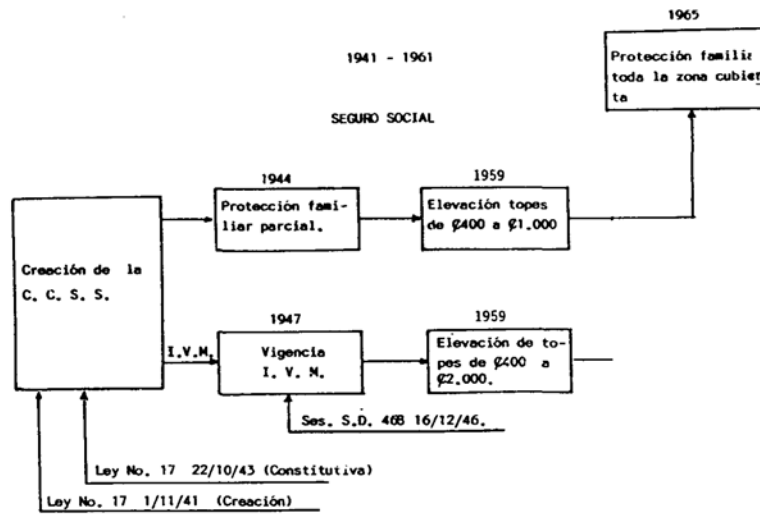 1965
Protección familia
toda la zona cubier
ta
1941 - 1961
SEGURO SOCIAL
1944
Protección fami-
liar parcial.
1959
Elevación topes
de ₡400 a ₡1.000
Creación de la
C. C. S. S.
I.V.M.
1947
Vigencia
I. V. M.
1959
Elevación de to-
pes de ₡400 a
₡2.000.
Ses. S.D. 468 16/12/46.
Ley No. 17 22/10/43 (Constitutiva)
Ley No. 17 1/11/41 (Creación)